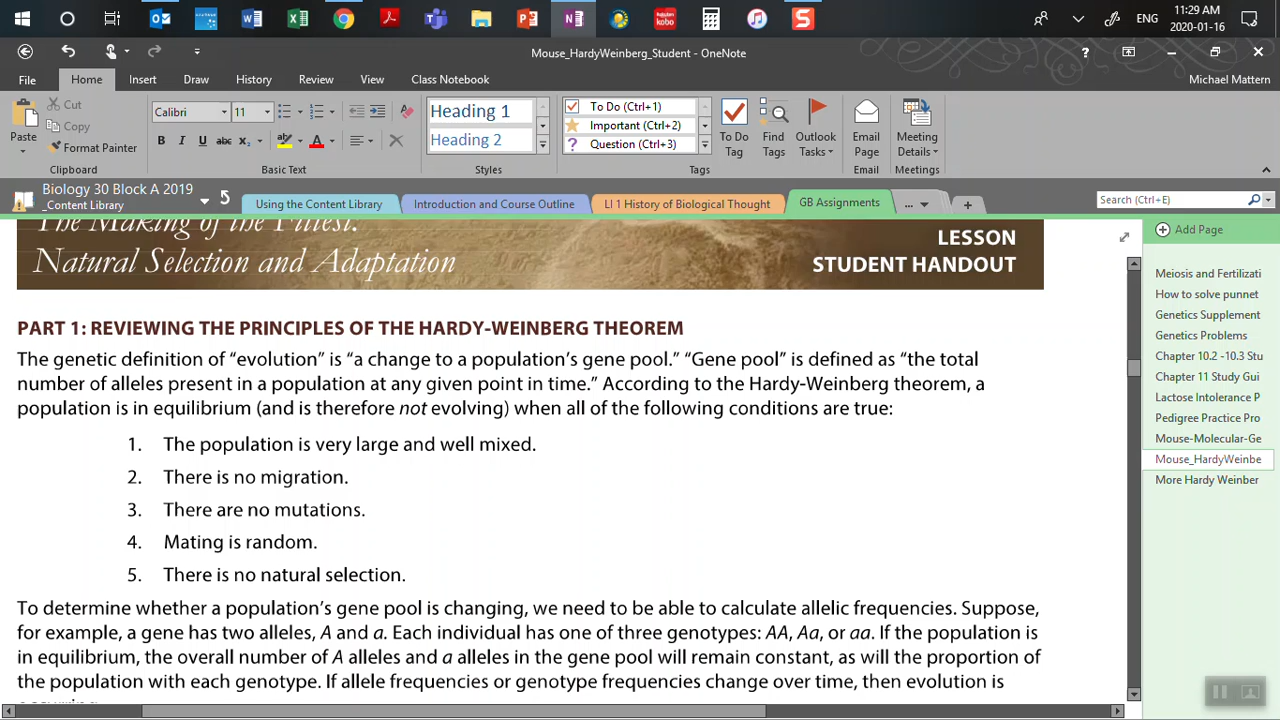 ENG
11:29 AM
2020-01-16
Mouse_HardyWeinberg_Student - OneNote
File Home Insert Draw History Review View Class Notebook
Michael Mattern
Paste
Cut
Copy
Format Painter
Clipboard
Calibri 11
Basic Text
Heading 1
Heading 2
Styles
To Do (Ctrl+1)
Important (Ctrl+2)
Question (Ctrl+3)
To Do
Tag
Find
Tags
Outlook
Tasks
Tags
Email
Page
Email
Meeting
Details
Meetings
Biology 30 Block A 2019
_Content Library
Using the Content Library
Introduction and Course Outline
LI 1 History of Biological Thought
GB Assignments
...
Search (Ctrl+E)
The Making of the Fittest:
Natural Selection and Adaptation
LESSON
STUDENT HANDOUT
PART 1: REVIEWING THE PRINCIPLES OF THE HARDY-WEINBERG THEOREM
The genetic definition of “evolution” is “a change to a population’s gene pool.” “Gene pool” is defined as “the total
number of alleles present in a population at any given point in time.” According to the Hardy-Weinberg theorem, a
population is in equilibrium (and is therefore not evolving) when all of the following conditions are true:
1. The population is very large and well mixed.
2. There is no migration.
3. There are no mutations.
4. Mating is random.
5. There is no natural selection.
To determine whether a population’s gene pool is changing, we need to be able to calculate allelic frequencies. Suppose,
for example, a gene has two alleles, A and a. Each individual has one of three genotypes: AA, Aa, or aa. If the population is
in equilibrium, the overall number of A alleles and a alleles in the gene pool will remain constant, as will the proportion of
the population with each genotype. If allele frequencies or genotype frequencies change over time, then evolution is
Add Page
Meiosis and Fertilizati
How to solve punnet
Genetics Supplement
Genetics Problems
Chapter 10.2 -10.3 Stu
Chapter 11 Study Gui
Lactose Intolerance P
Pedigree Practice Pro
Mouse-Molecular-Ge
Mouse_HardyWeinbe
More Hardy Weinber